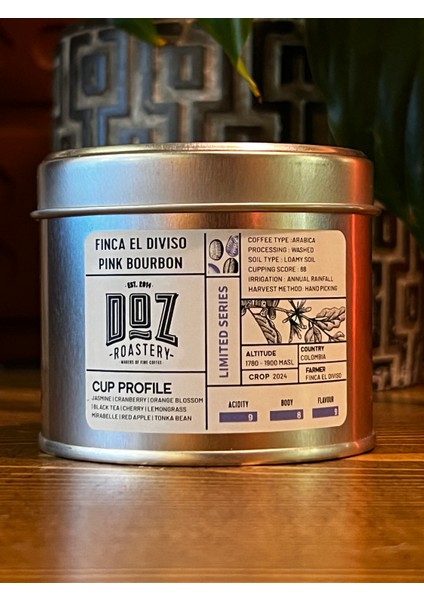 FINCA EL DIVISO
PINK BOURBON
EST. 2014
DOZ
-ROASTERY-
MAKERS OF FINE COFFEE
CUP PROFILE
JASMINE | CRANBERRY | ORANGE BLOSSOM
| BLACK TEA | CHERRY | LEMONGRASS
MIRABELLE | RED APPLE | TONKA BEAN
LIMITED SERIES
COFFEE TYPE :ARABICA
PROCESSING : WASHED
SOIL TYPE : LOAMY SOIL
CUPPING SCORE : 88
IRRIGATION : ANNUAL RAINFALL
HARVEST METHOD: HAND PICKING
ALTITUDE
1780 - 1900 MASL
CROP 2024
COUNTRY
COLOMBIA
FARMER
FINCA EL DIVISO
ACIDITY
9
BODY
8
FLAVOUR